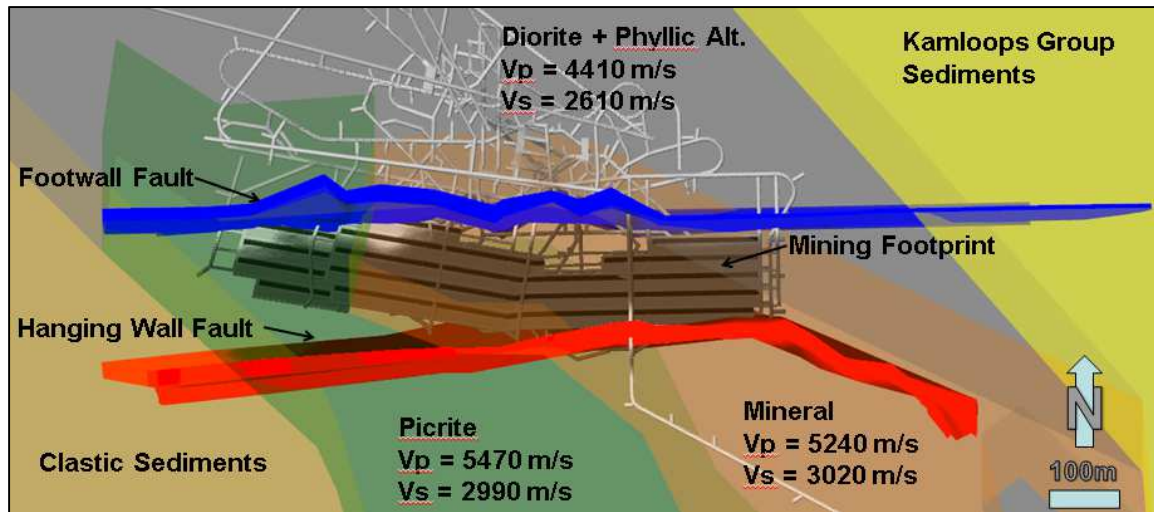 Diorite + Phyllic Alt.
Vp = 4410 m/s
Vs = 2610 m/s
Kamloops Group
Sediments
Footwall Fault
Mining Footprint
Hanging Wall Fault
Picrite
Vp = 5470 m/s
Vs = 2990 m/s
Mineral
Vp = 5240 m/s
Vs = 3020 m/s
Clastic Sediments
N
100m